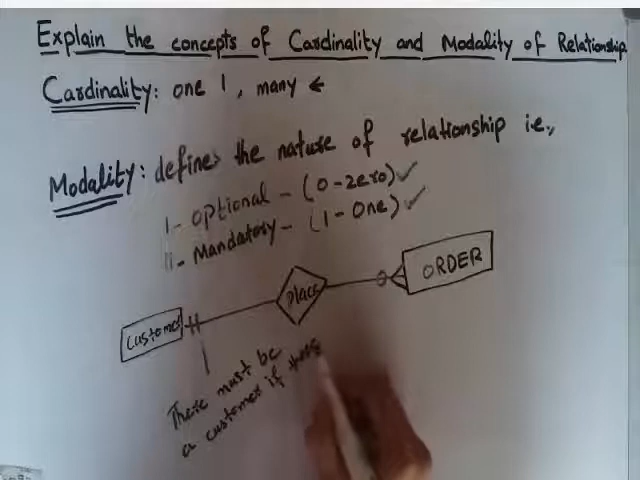 Explain the concepts of Cardinality and Modality of Relationship
Cardinality: one 1, many <
Modality: defines the nature of relationship i.e.,
I- Optional - (0-zero) ✓
II- Mandatory - (1-One) ✓
Customer
place
ORDER
There must be
a customer if